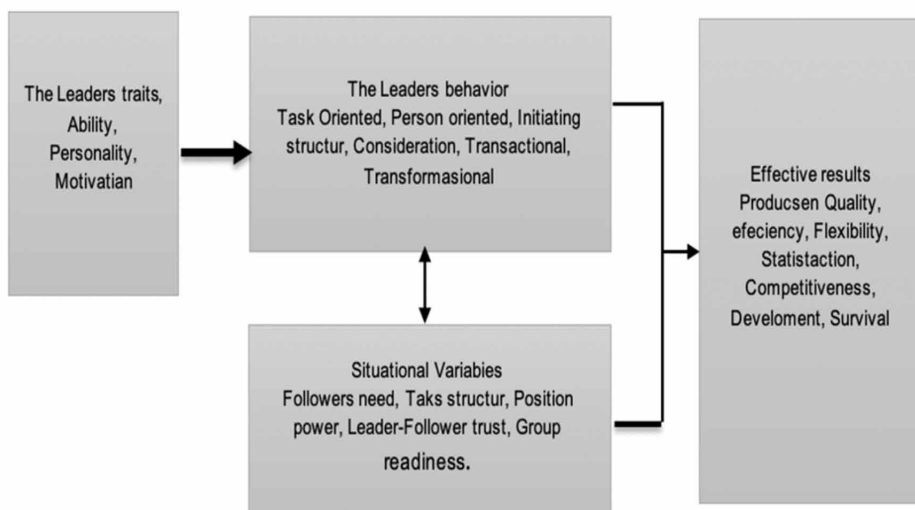 The Leaders traits,
Ability,
Personality,
Motivatian
The Leaders behavior
Task Oriented, Person oriented, Initiating
structur, Consideration, Transactional,
Transformasional
Situational Variables
Followers need, Taks structur, Position
power, Leader-Follower trust, Group
readiness.
Effective results
Producsen Quality,
efeciency, Flexibility,
Statistaction,
Competitiveness,
Develoment, Survival